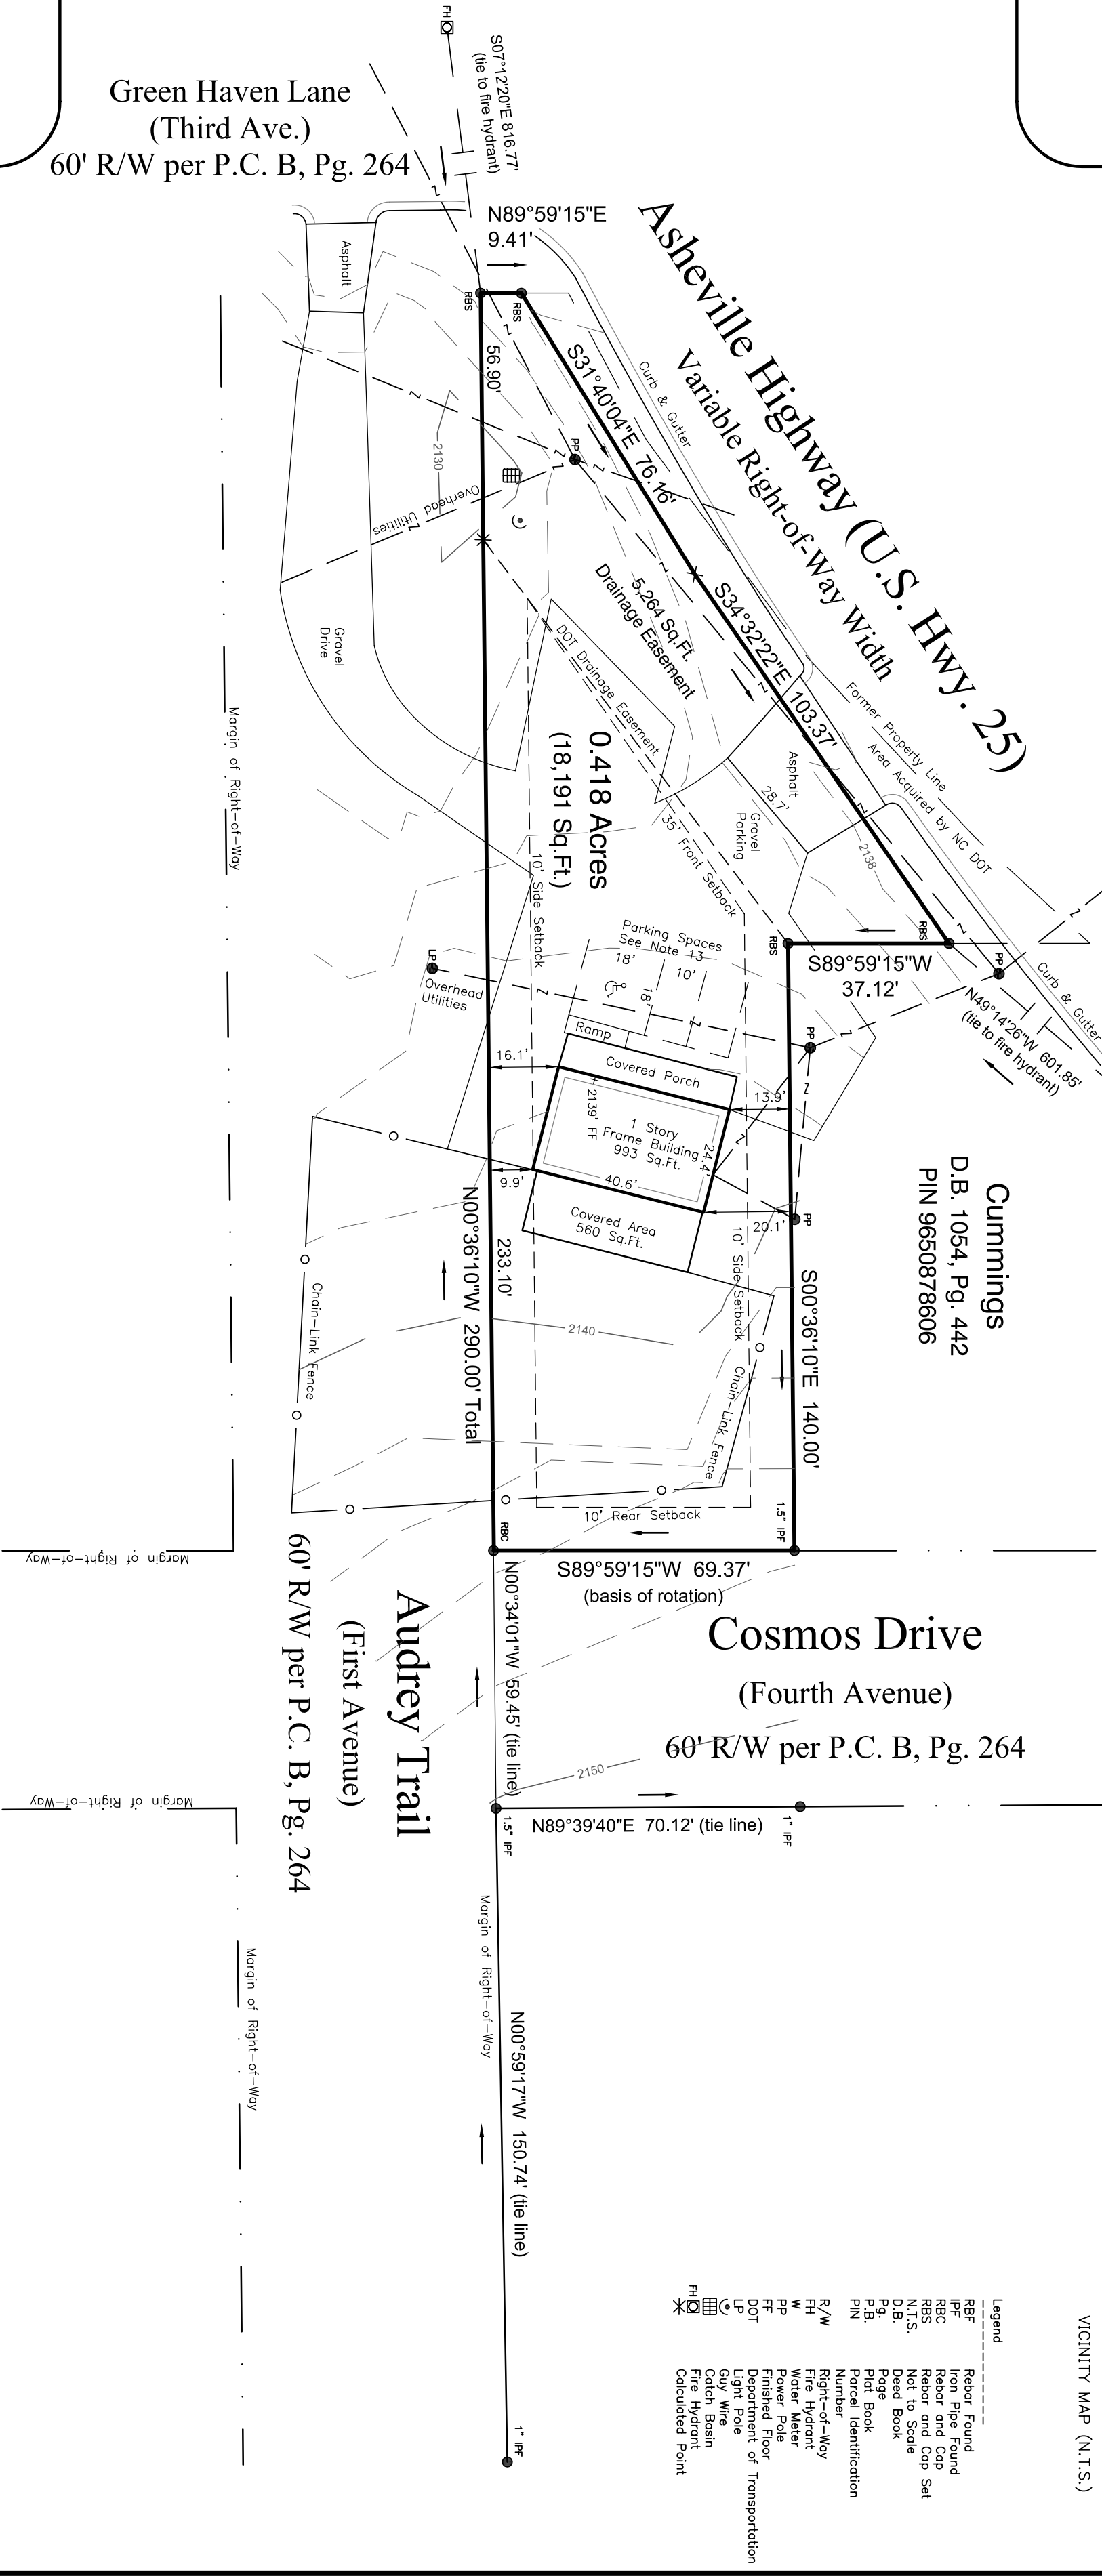 FH
S07°12'20"E 816.77'
(tie to fire hydrant)
Green Haven Lane
(Third Ave.)
60' R/W per P.C. B, Pg. 264
N89°59'15"E
9.41'
Asphalt
RBS
RBS
Asheville Highway (U.S. Hwy. 25)
Variable Right-of-Way Width
Curb & Gutter
S31°40'04"E 76.16'
56.90'
PP
2130
Overhead Utilities
5,264 Sq.Ft.
Drainage Easement
S34°32'22"E 103.37'
DOT Drainage Easement
Gravel
Drive
Former Property Line
Area Acquired by NC DOT
Margin of Right-of-Way
0.418 Acres
(18,191 Sq.Ft.)
Asphalt
28.7'
Gravel
Parking
35' Front Setback
2138
10' Side Setback
RBS
RBS
S89°59'15"W
37.12'
PP
Curb & Gutter
N49°14'26"W 601.85'
(tie to fire hydrant)
Parking Spaces
See Note 13
18'
10'
18'
LP
Overhead
Utilities
Ramp
Covered Porch
PP
16.1'
13.9'
2139' FF
1 Story
Frame Building
993 Sq.Ft.
24.4'
40.6'
9.9'
20.1'
PP
Covered Area
560 Sq.Ft.
Cummings
D.B. 1054, Pg. 442
PIN 9650878606
N00°36'10"W 290.00' Total
233.10'
10' Side Setback
S00°36'10"E 140.00'
2140
Chain-Link Fence
Chain-Link Fence
10' Rear Setback
RBC
1.5" IPF
Margin of Right-of-Way
S89°59'15"W 69.37'
(basis of rotation)
N00°34'01"W 59.45' (tie line)
Cosmos Drive
(Fourth Avenue)
60' R/W per P.C. B, Pg. 264
Audrey Trail
(First Avenue)
60' R/W per P.C. B, Pg. 264
2150
Margin of Right-of-Way
N89°39'40"E 70.12' (tie line)
1.5" IPF
1" IPF
Margin of Right-of-Way
Margin of Right-of-Way
N00°59'17"W 150.74' (tie line)
1" IPF
VICINITY MAP (N.T.S.)
Legend
RBF Rebar Found
IPF Iron Pipe Found
RBC Rebar and Cap
RBS Rebar and Cap Set
N.T.S. Not to Scale
D.B. Deed Book
Pg. Page
P.B. Plat Book
PIN Parcel Identification
Number
R/W Right-of-Way
FH Fire Hydrant
W Water Meter
PP Power Pole
FF Finished Floor
DOT Department of Transportation
LP Light Pole
Guy Wire
Catch Basin
FH Fire Hydrant
Calculated Point